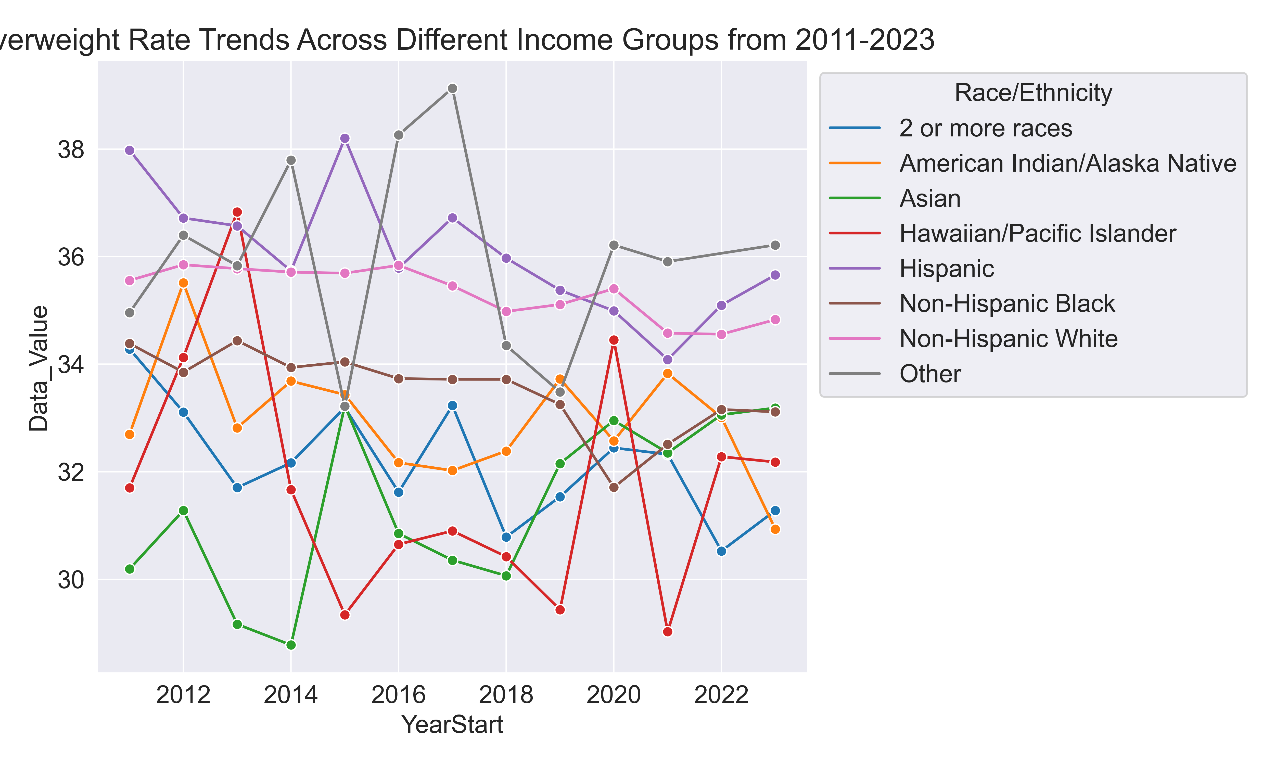 verweight Rate Trends Across Different Income Groups from 2011-2023
Race/Ethnicity
2 or more races
American Indian/Alaska Native
Asian
Hawaiian/Pacific Islander
Hispanic
Non-Hispanic Black
Non-Hispanic White
Other
Data_Value
38
36
34
32
30
2012 2014 2016 2018 2020 2022
YearStart